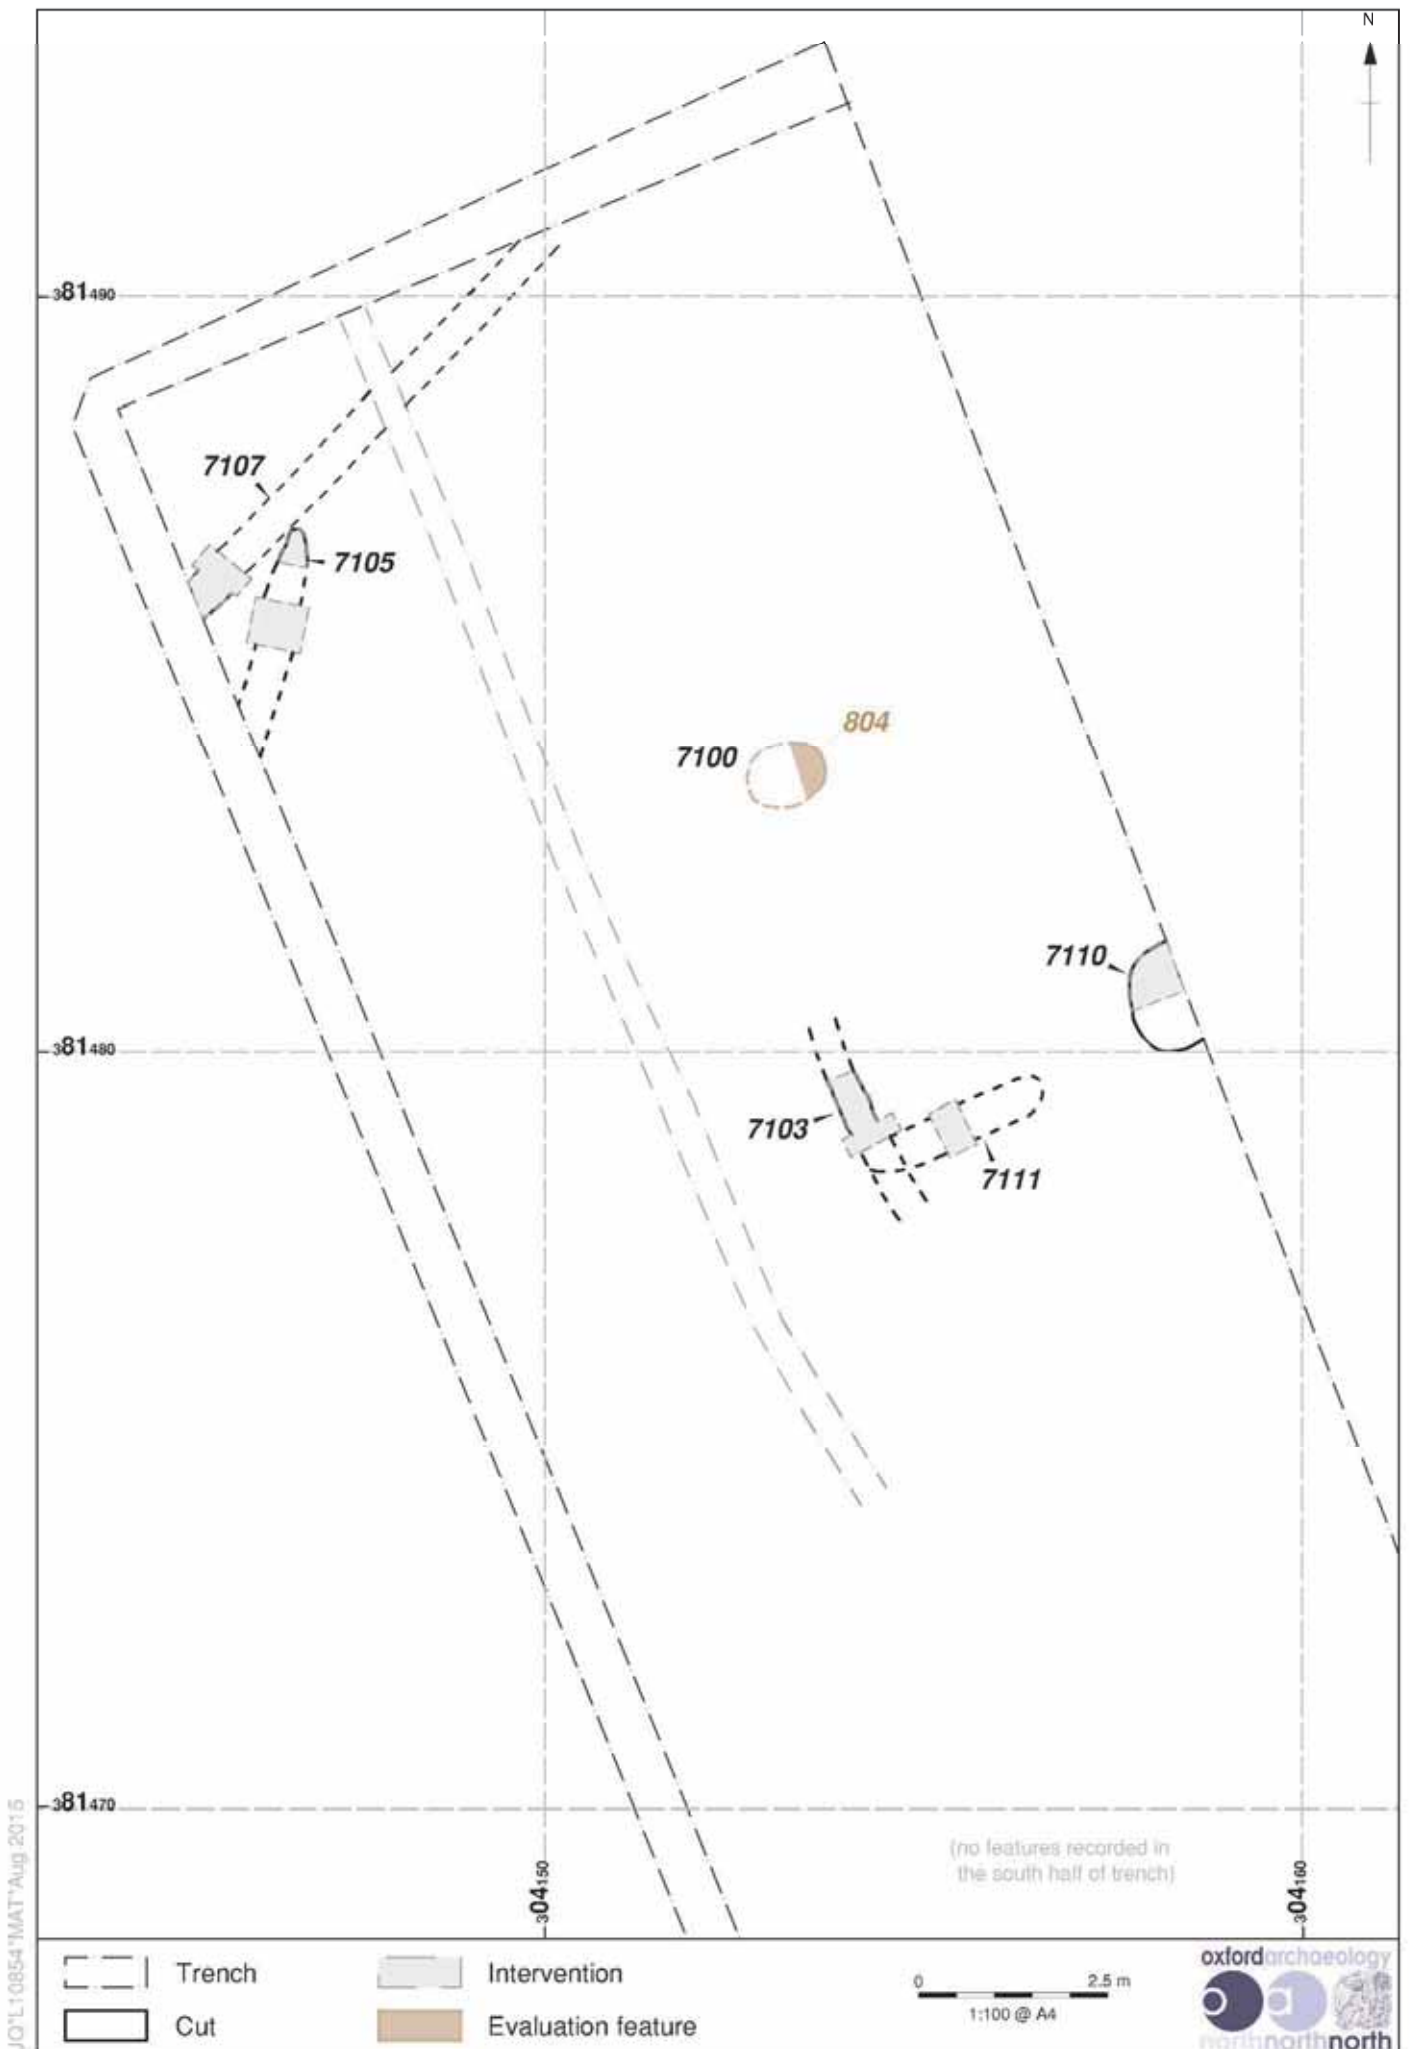 N
381490
7107
7105
804
7100
7110
381480
7103
7111
381470
(no features recorded in
the south half of trench)
304150
304160
JQ*L10854*MAT*Aug 2015
Trench
Intervention
Cut
Evaluation feature
0 2.5 m
1:100 @ A4
oxfordarchaeology
northnorthnorth